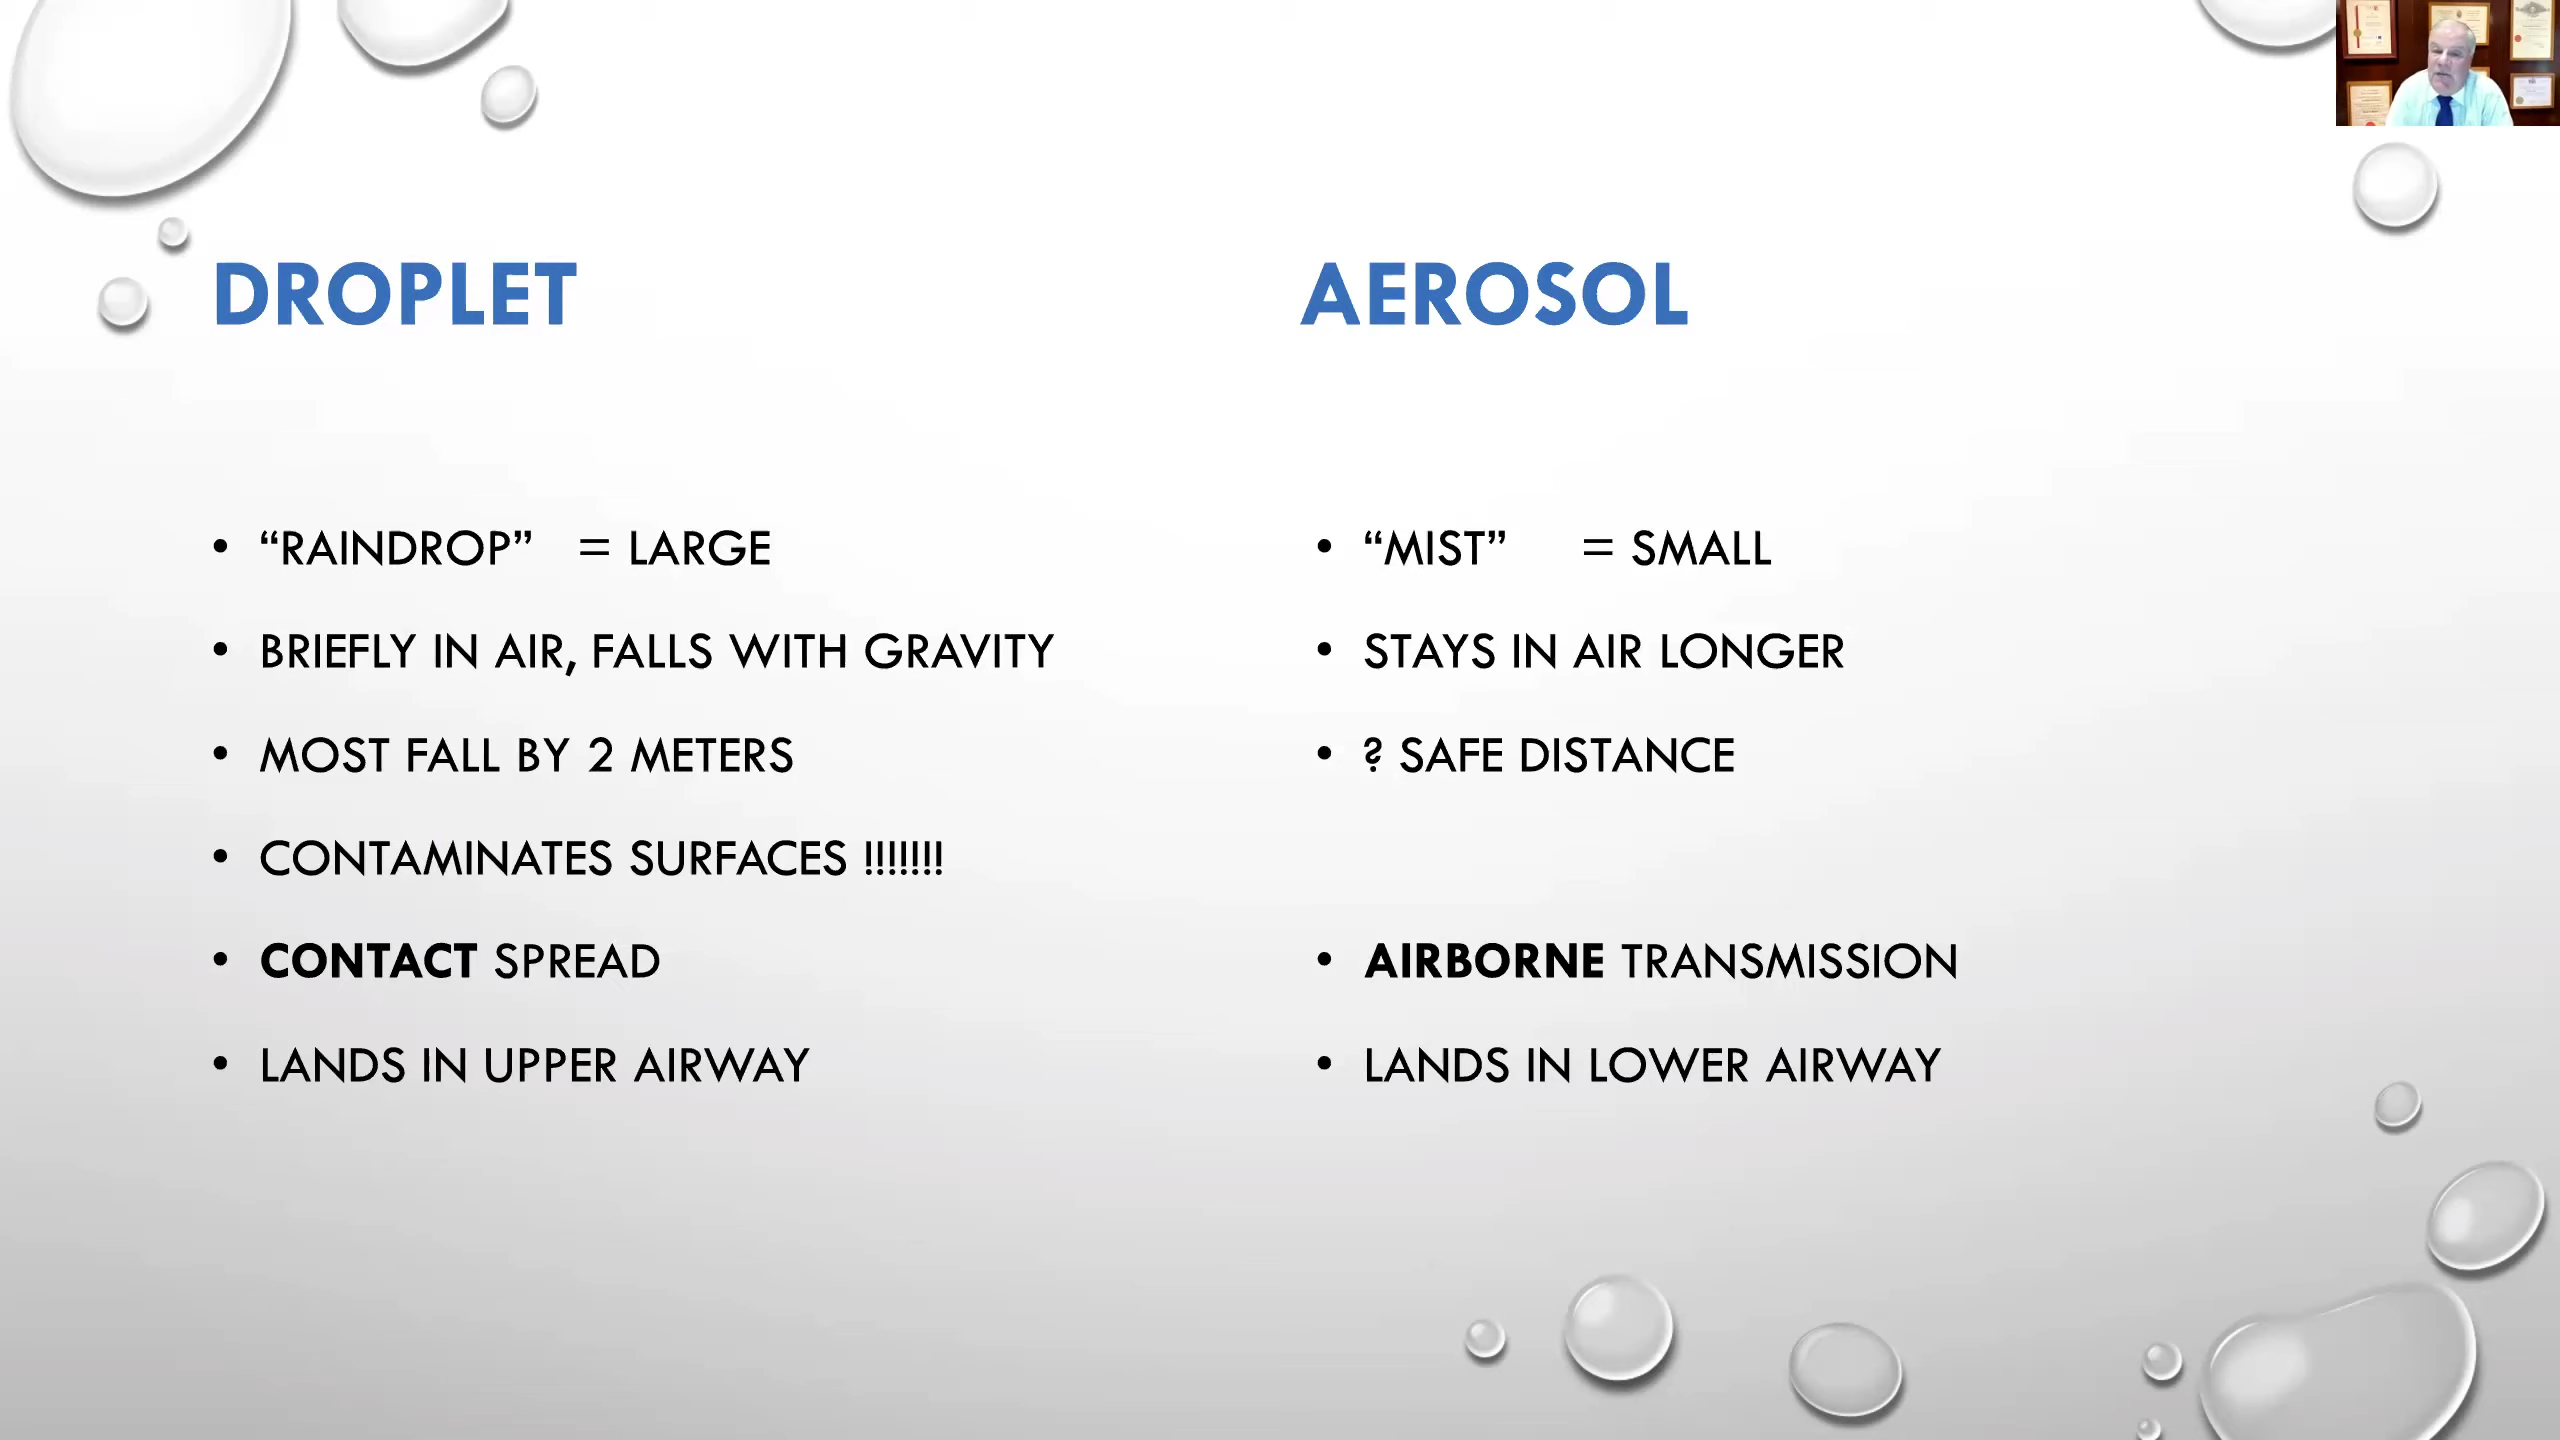 DROPLET
• “RAINDROP” = LARGE
• BRIEFLY IN AIR, FALLS WITH GRAVITY
• MOST FALL BY 2 METERS
• CONTAMINATES SURFACES !!!!!!!
• CONTACT SPREAD
• LANDS IN UPPER AIRWAY
AEROSOL
• “MIST” = SMALL
• STAYS IN AIR LONGER
• ? SAFE DISTANCE
• AIRBORNE TRANSMISSION
• LANDS IN LOWER AIRWAY